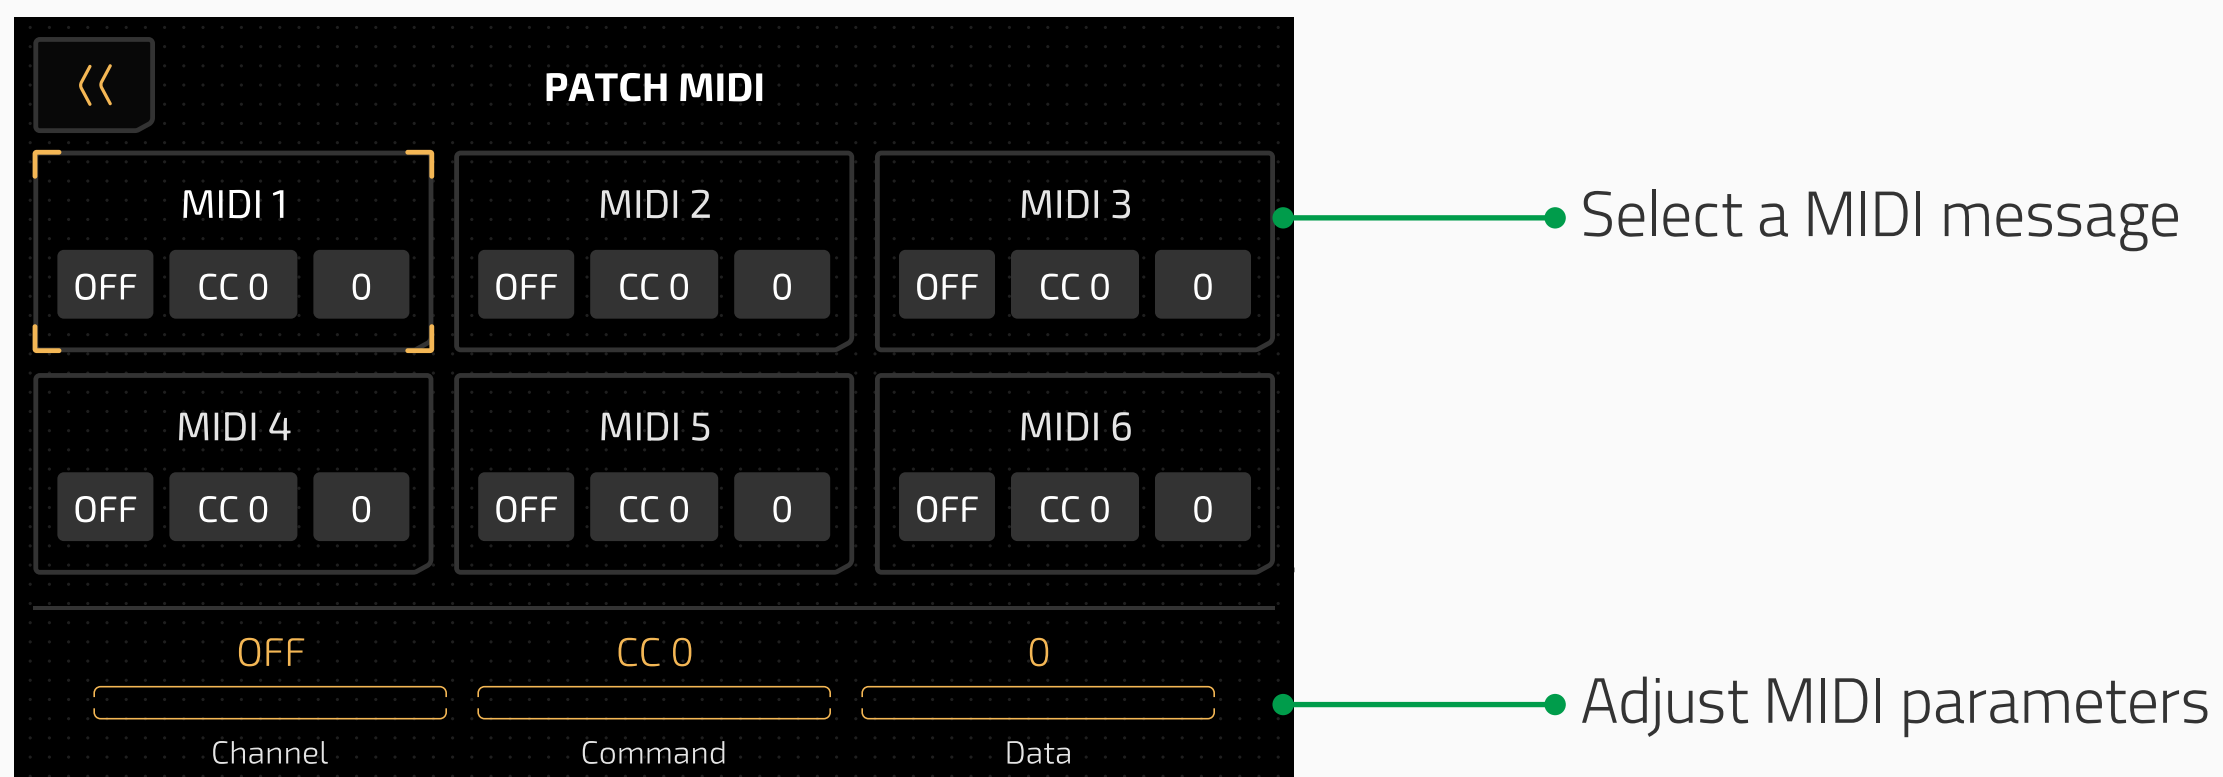 PATCH MIDI
MIDI 1 MIDI 2 MIDI 3
Select a MIDI message
OFF CC 0 0 OFF CC 0 0 OFF CC 0 0
MIDI 4 MIDI 5 MIDI 6
OFF CC 0 0 OFF CC 0 0 OFF CC 0 0
OFF CC 0 0
Adjust MIDI parameters
Channel Command Data